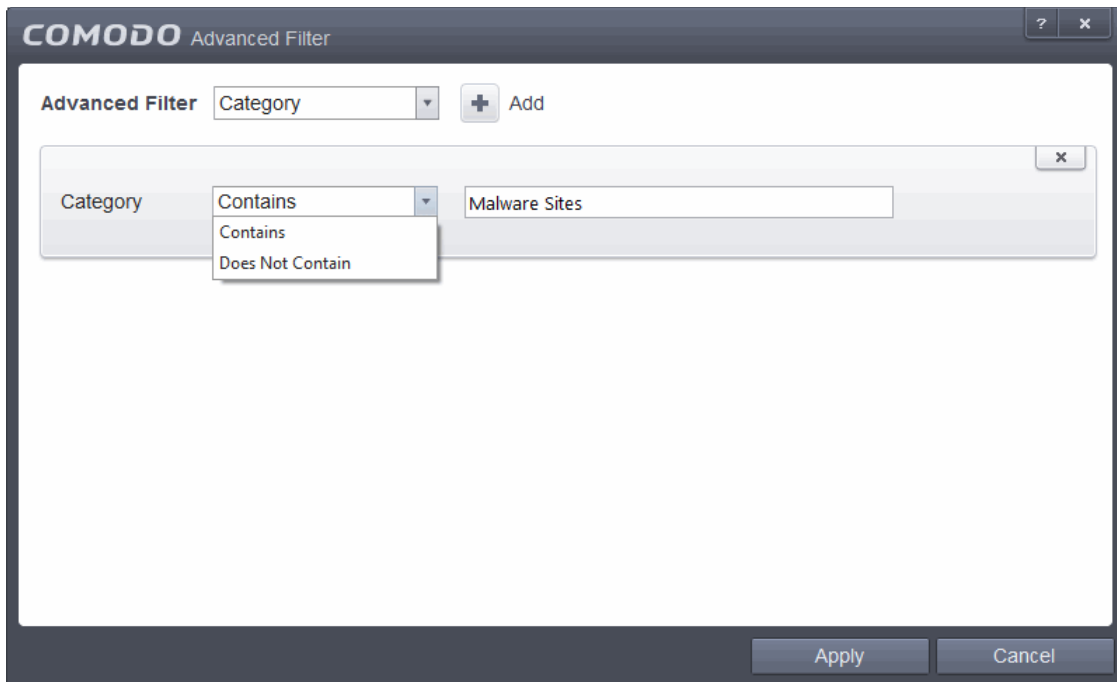 COMODO Advanced Filter ? x
Advanced Filter Category + Add
x
Category Contains Malware Sites
Contains
Does Not Contain
Apply Cancel